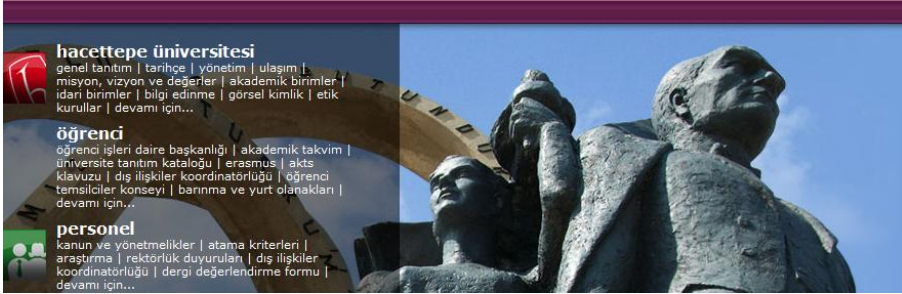 hacettepe üniversitesi
genel tanıtım | tarihçe | yönetim | ulaşım |
misyon, vizyon ve değerler | akademik birimler |
idari birimler | bilgi edinme | görsel kimlik | etik
kurullar | devamı için...
öğrenci
öğrenci işleri daire başkanlığı | akademik takvim |
üniversite tanıtım kataloğu | erasmus | akts
klavuzu | dış ilişkiler koordinatörlüğü | öğrenci
temsilciler konseyi | barınma ve yurt olanakları |
devamı için...
personel
kanun ve yönetmelikler | atama kriterleri |
araştırma | rektörlük duyuruları | dış ilişkiler
koordinatörlüğü | dergi değerlendirme formu |
devamı için...